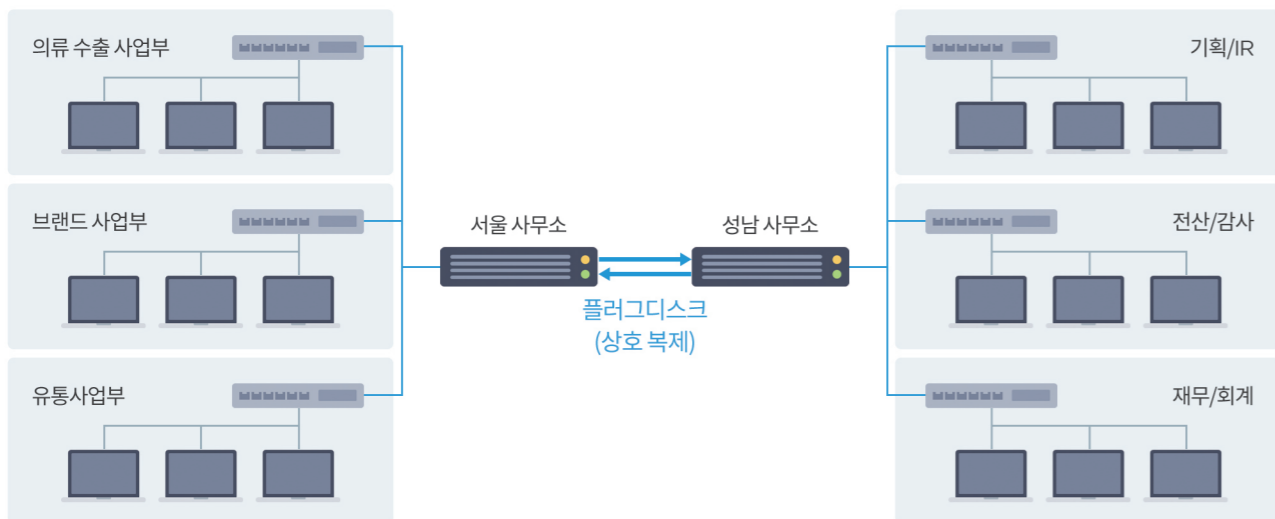 의류 수출 사업부
기획/IR
브랜드 사업부
서울 사무소
성남 사무소
전산/감사
플러그디스크
(상호 복제)
유통사업부
재무/회계